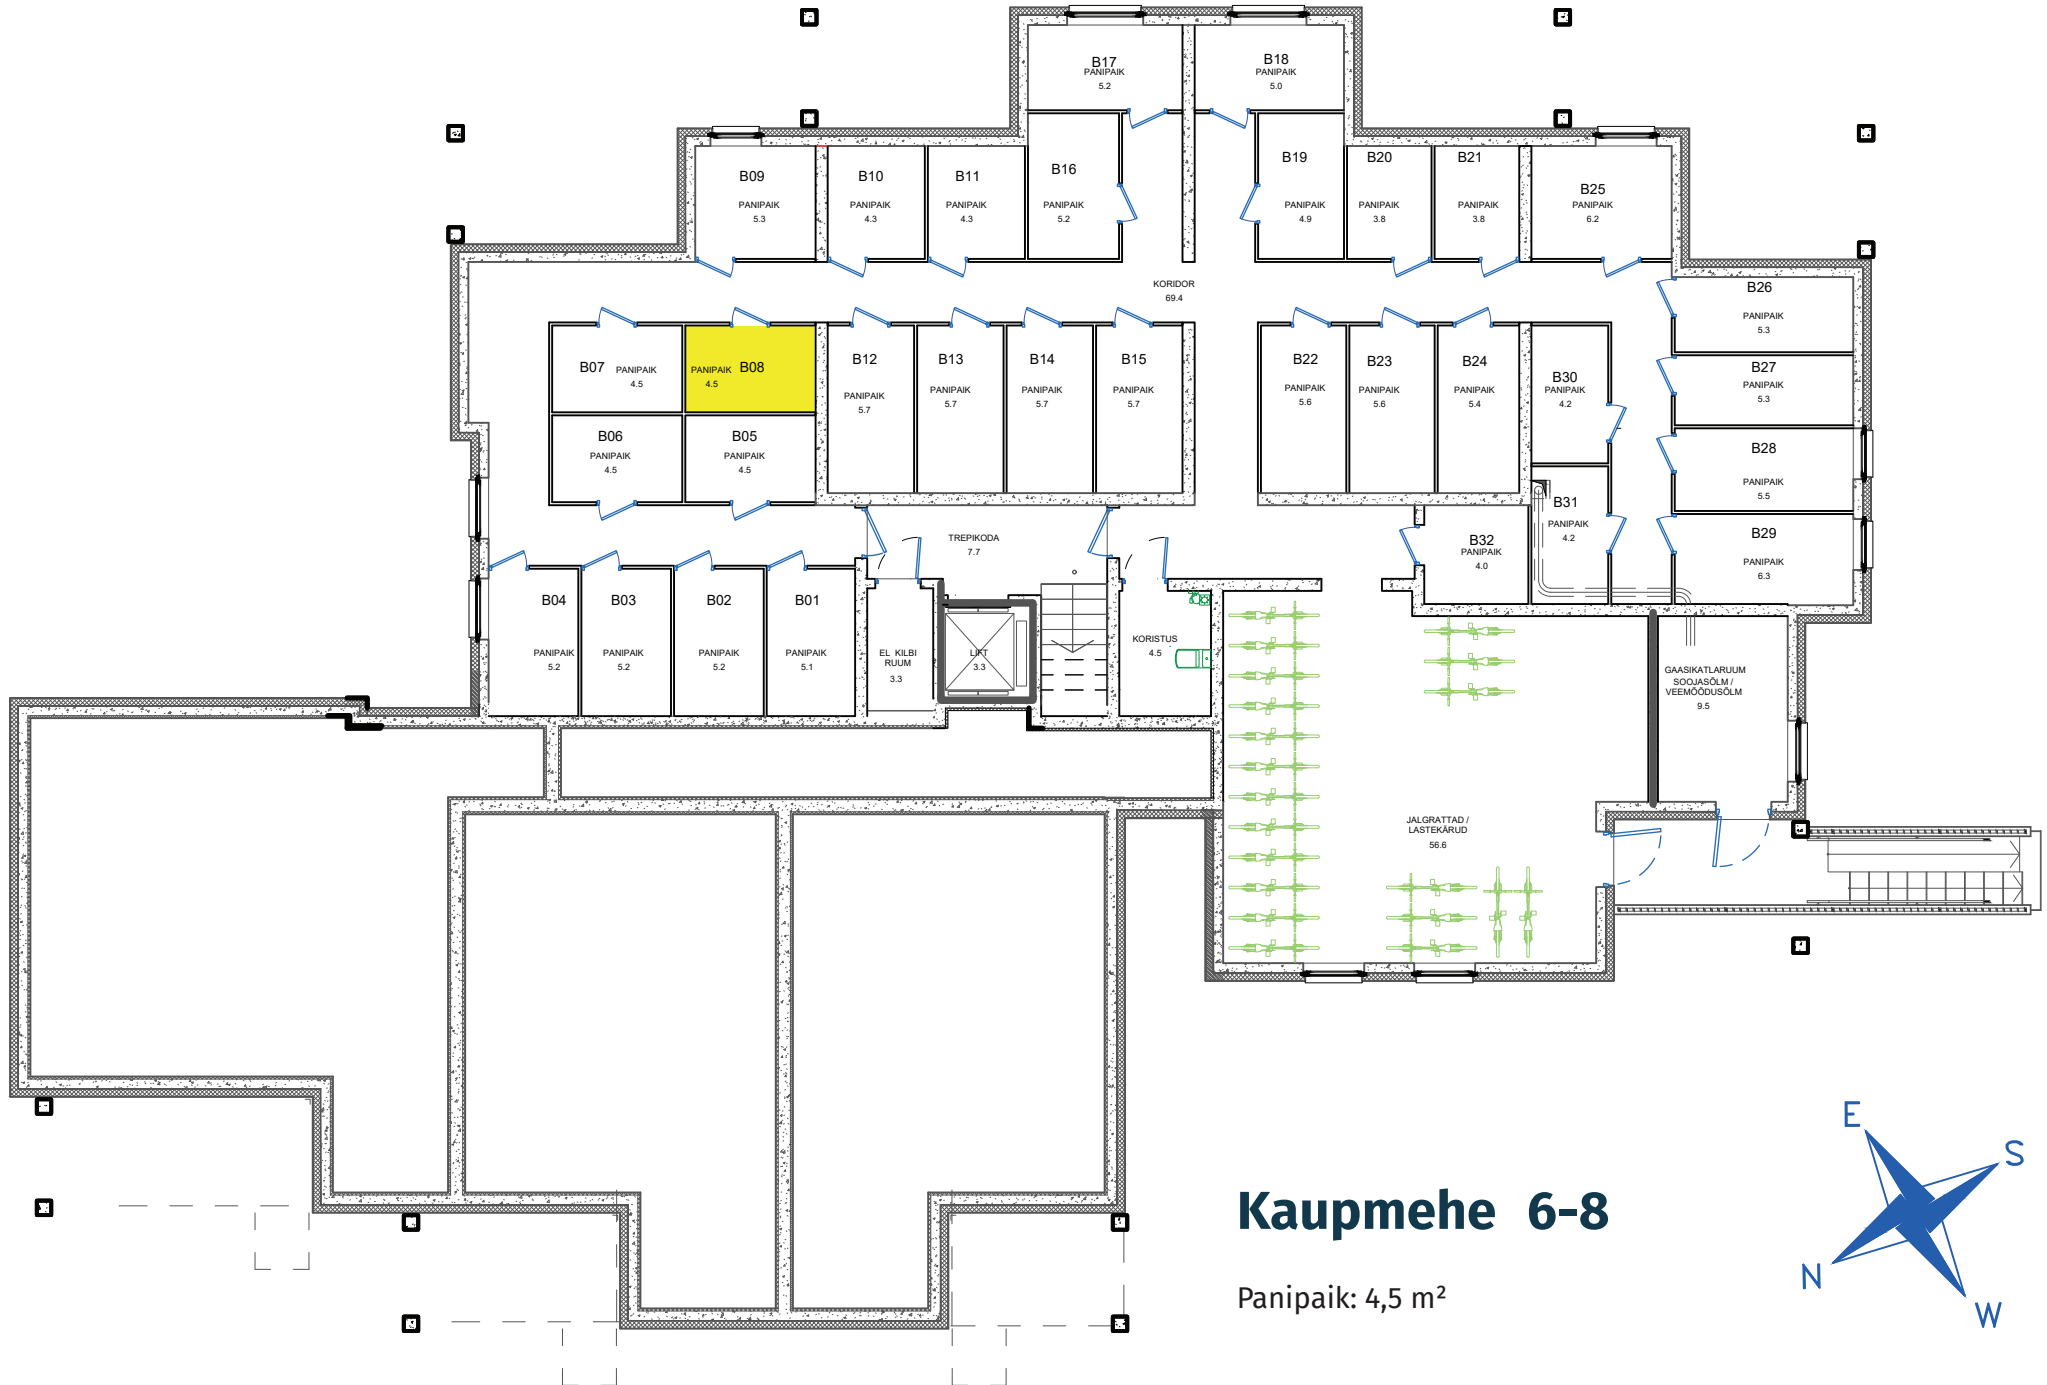 B17
PANIPAIK
5.2
B18
PANIPAIK
5.0
B09
PANIPAIK
5.3
B10
PANIPAIK
4.3
B11
PANIPAIK
4.3
B16
PANIPAIK
5.2
B19
PANIPAIK
4.9
B20
PANIPAIK
3.8
B21
PANIPAIK
3.8
B25
PANIPAIK
6.2
KORIDOR
69.4
B26
PANIPAIK
5.3
B07 PANIPAIK
4.5
PANIPAIK B08
4.5
B12
PANIPAIK
5.7
B13
PANIPAIK
5.7
B14
PANIPAIK
5.7
B15
PANIPAIK
5.7
B22
PANIPAIK
5.6
B23
PANIPAIK
5.6
B24
PANIPAIK
5.4
B30
PANIPAIK
4.2
B27
PANIPAIK
5.3
B06
PANIPAIK
4.5
B05
PANIPAIK
4.5
B28
PANIPAIK
5.5
B31
PANIPAIK
4.2
B29
PANIPAIK
6.3
TREPIKODA
7.7
B32
PANIPAIK
4.0
B04
PANIPAIK
5.2
B03
PANIPAIK
5.2
B02
PANIPAIK
5.2
B01
PANIPAIK
5.1
EL KILBI
RUUM
3.3
LIFT
3.3
KORISTUS
4.5
GAASIKATLARUUM
SOOJASÕLM /
VEEMÕÕDUSÕLM
9.5
JALGRATTAD /
LASTEKÄRUD
56.6
Kaupmehe 6-8
Panipaik: 4,5 m²
E
S
N
W